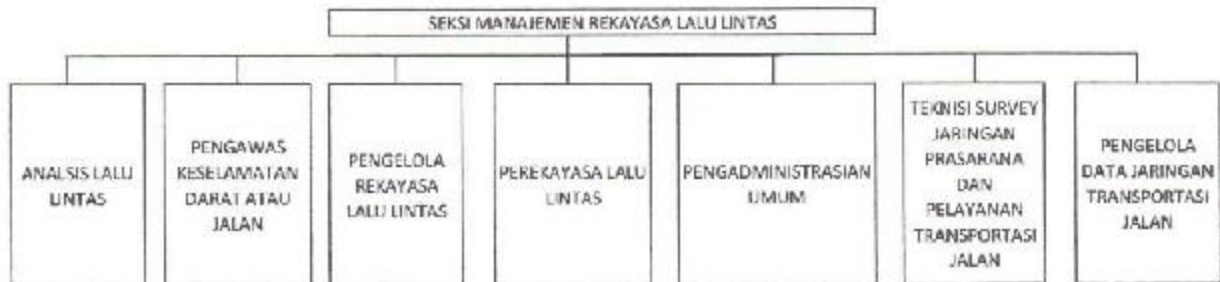 SEKSI MANAJEMEN REKAYASA LALU LINTAS
ANALSIS LALU
LINTAS
PENGAWAS
KESELAMATAN
DARAT ATAU
JALAN
PENGELOLA
REKAYASA
LALU LINTAS
PEREKAYASA LALU
LINTAS
PENGADMINISTRASIAN
UMUM
TEKNISI SURVEY
JARINGAN
PRASARANA
DAN
PELAYANAN
TRANSPORTASI
JALAN
PENGELOLA
DATA JARINGAN
TRANSPORTASI
JALAN